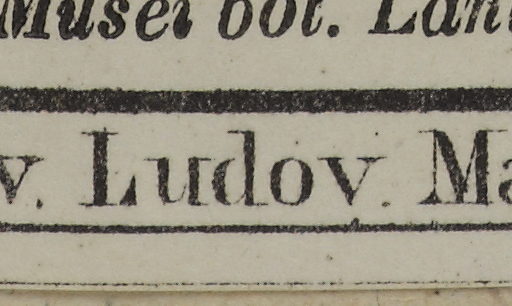 Musei bot. Lan
v. Ludov. Ma